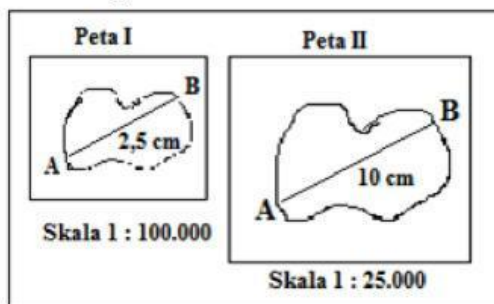 Peta I
B
2,5 cm
A
Skala 1 : 100.000
Peta II
B
10 cm
A
Skala 1 : 25.000